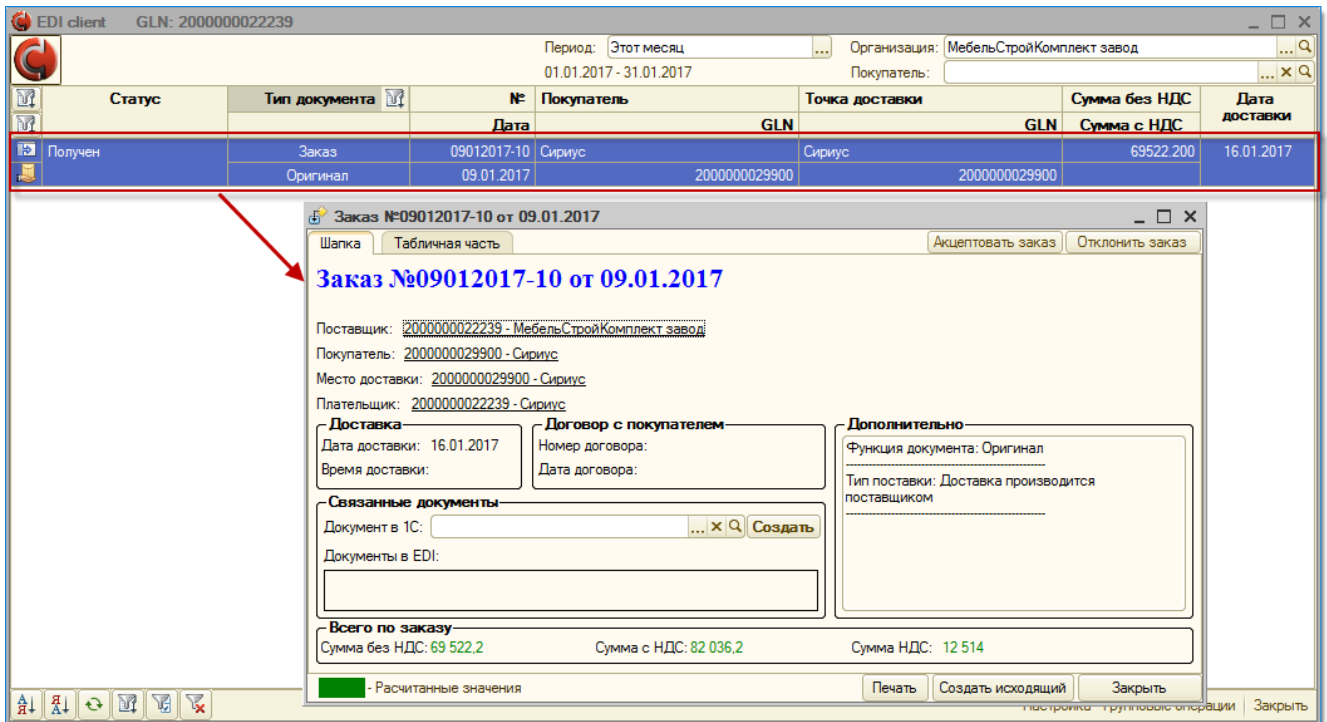 EDI client GLN: 2000000022239
Период: Этот месяц ... Организация: МебельСтройКомплект завод ...
01.01.2017 - 31.01.2017 Покупатель: ...
Статус Тип документа № Покупатель Точка доставки Сумма без НДС Дата доставки
Дата GLN GLN Сумма с НДС
Получен Заказ 09012017-10 Сириус Сириус 69522.200 16.01.2017
Оригинал 09.01.2017 2000000029900 2000000029900
Заказ №09012017-10 от 09.01.2017
Шапка Табличная часть Акцептовать заказ Отклонить заказ
Заказ №09012017-10 от 09.01.2017
Поставщик: 2000000022239 - МебельСтройКомплект завод
Покупатель: 2000000029900 - Сириус
Место доставки: 2000000029900 - Сириус
Плательщик: 2000000022239 - Сириус
Доставка Договор с покупателем Дополнительно
Дата доставки: 16.01.2017 Номер договора: Функция документа: Оригинал
Время доставки: Дата договора: Тип поставки: Доставка производится
поставщиком
Связанные документы
Документ в 1С: ... Создать
Документы в EDI:
Всего по заказу
Сумма без НДС: 69 522,2 Сумма с НДС: 82 036,2 Сумма НДС: 12 514
- Расчитанные значения Печать Создать исходящий Закрыть
Настройка Групповые операции Закрыть